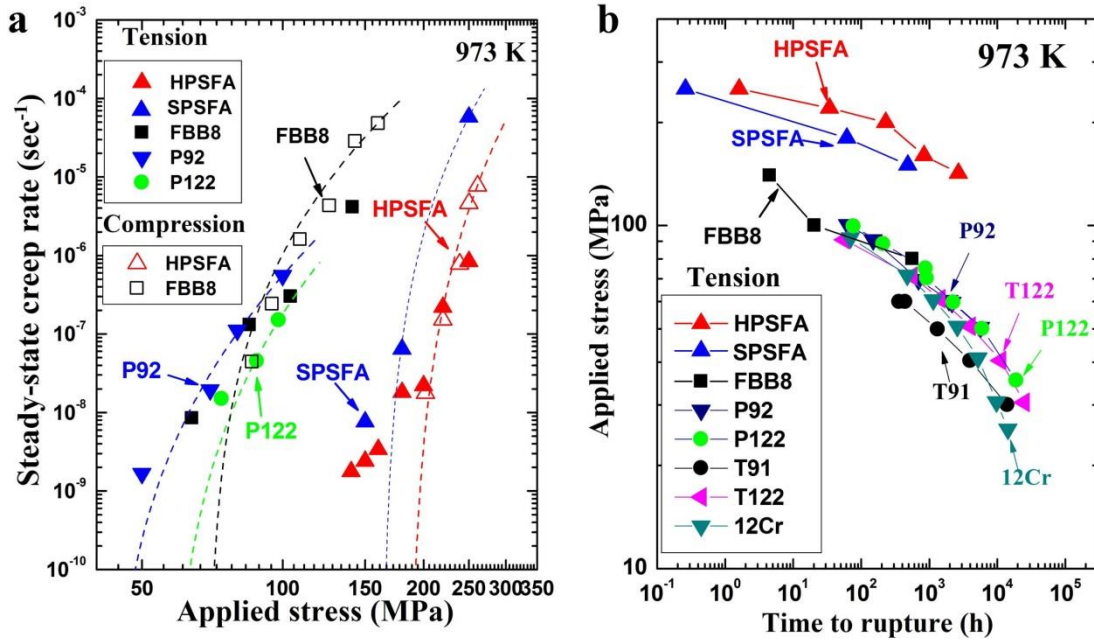 a
973 K
Tension
HPSFA
SPSFA
FBB8
P92
P122
Compression
HPSFA
FBB8
FBB8
HPSFA
P92
SPSFA
P122
10⁻³
10⁻⁴
10⁻⁵
10⁻⁶
10⁻⁷
10⁻⁸
10⁻⁹
10⁻¹⁰
Steady-state creep rate (sec⁻¹)
50 100 150 200 250 300 350
Applied stress (MPa)
b
973 K
HPSFA
SPSFA
FBB8
P92
T122
P122
T91
12Cr
Tension
HPSFA
SPSFA
FBB8
P92
P122
T91
T122
12Cr
100
10
Applied stress (MPa)
10⁻¹ 10⁰ 10¹ 10² 10³ 10⁴ 10⁵
Time to rupture (h)